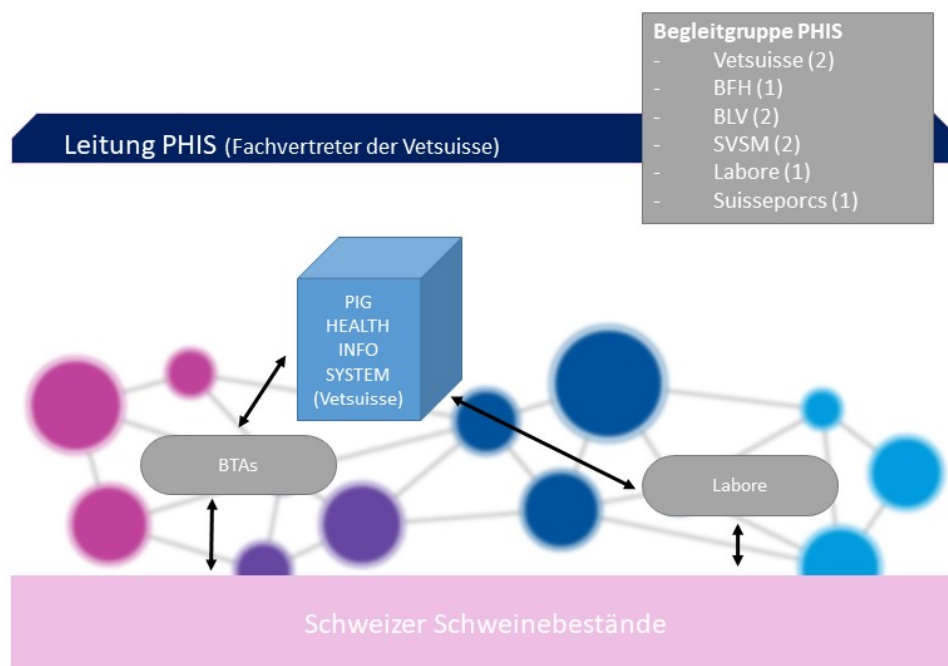 Begleitgruppe PHIS
- Vetsuisse (2)
- BFH (1)
- BLV (2)
- SVSM (2)
- Labore (1)
- Suisseporcs (1)
Leitung PHIS (Fachvertreter der Vetsuisse)
PIG
HEALTH
INFO
SYSTEM
(Vetsuisse)
BTAs
Labore
Schweizer Schweinebestände